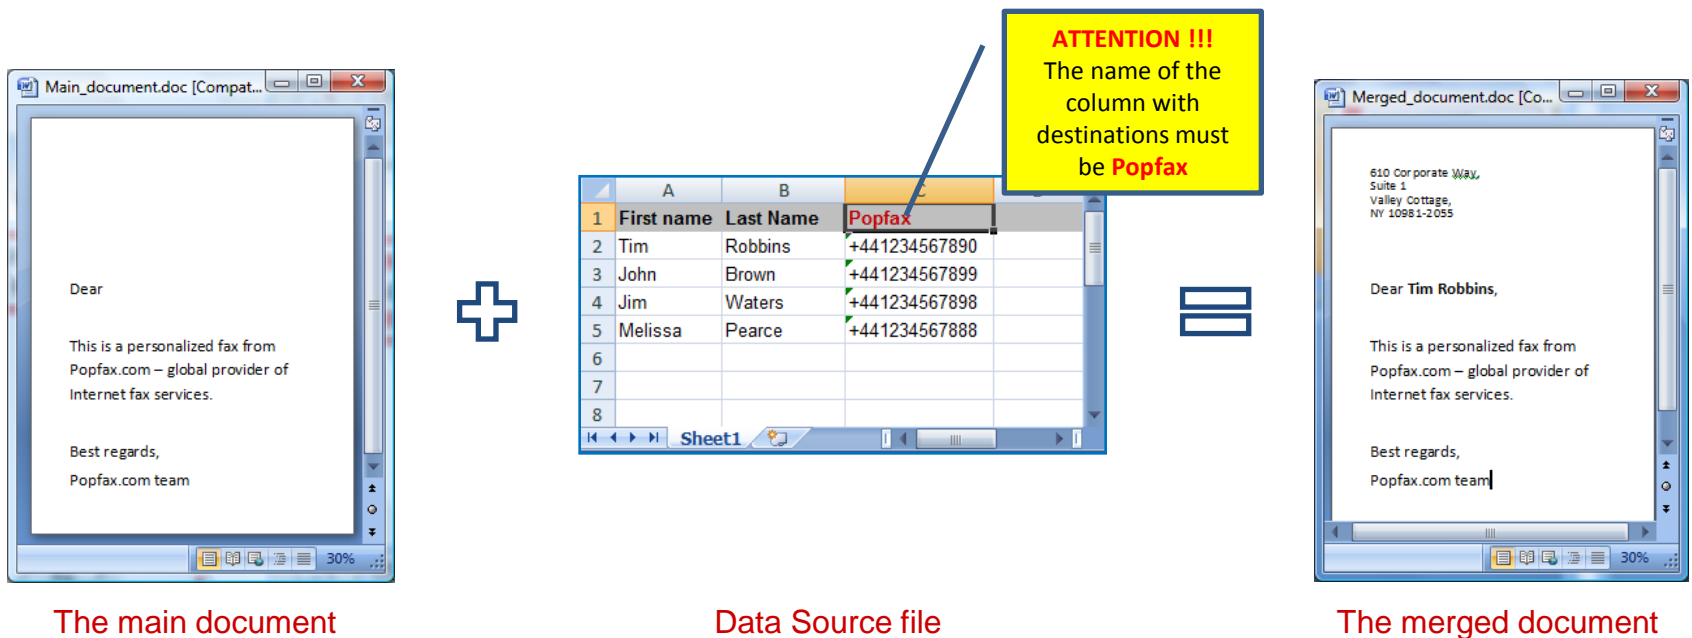 ATTENTION !!!
The name of the
column with
destinations must
be Popfax
Main_document.doc [Compat...
Dear
This is a personalized fax from
Popfax.com – global provider of
Internet fax services.
Best regards,
Popfax.com team
30%
A B C
1 First name Last Name Popfax
2 Tim Robbins +441234567890
3 John Brown +441234567899
4 Jim Waters +441234567898
5 Melissa Pearce +441234567888
6
7
8
Sheet1
Merged_document.doc [Co...
610 Corporate Way,
Suite 1
Valley Cottage,
NY 10981-2055
Dear Tim Robbins,
This is a personalized fax from
Popfax.com – global provider of
Internet fax services.
Best regards,
Popfax.com team
30%
The main document
Data Source file
The merged document